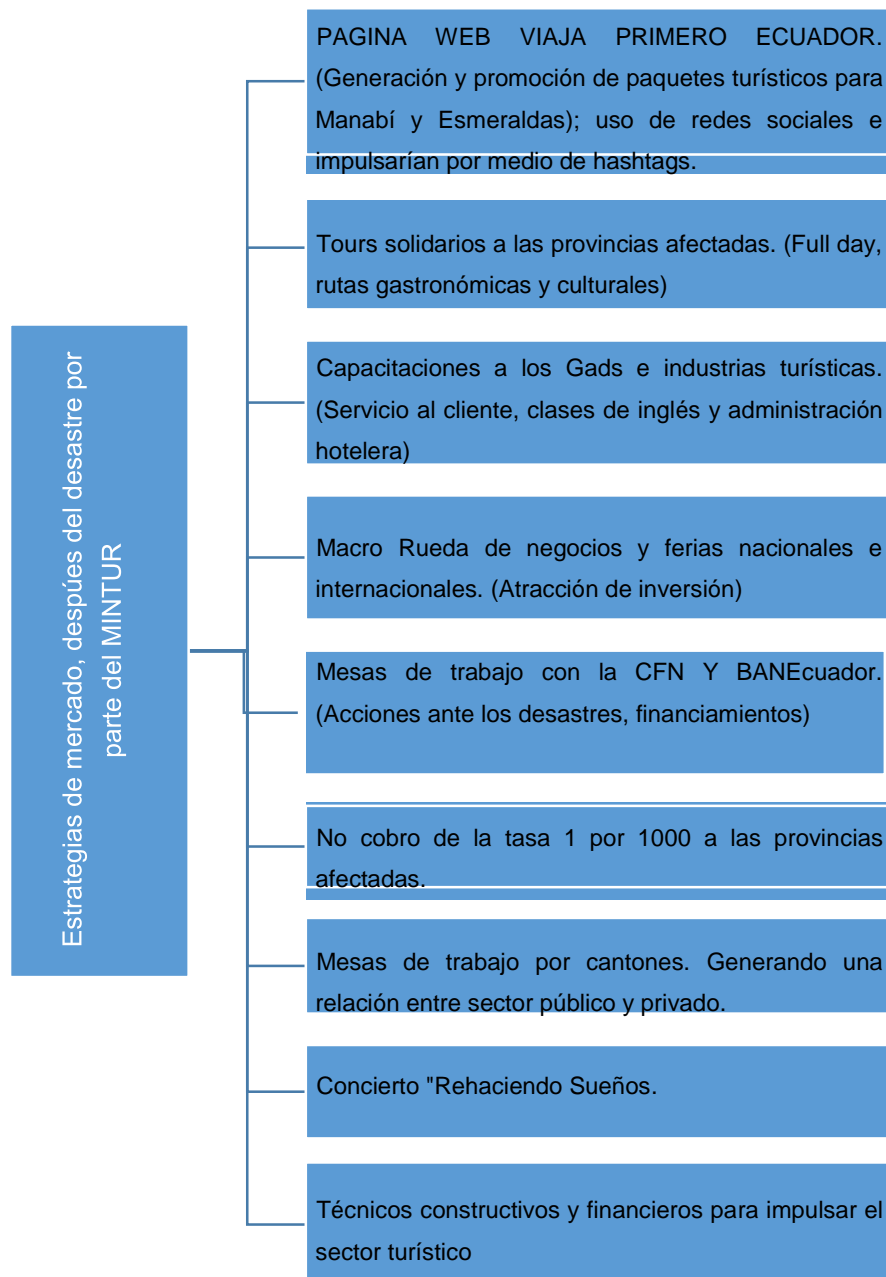 Estrategias de mercado, despúes del desastre por
parte del MINTUR
PAGINA WEB VIAJA PRIMERO ECUADOR.
(Generación y promoción de paquetes turísticos para
Manabí y Esmeraldas); uso de redes sociales e
impulsarían por medio de hashtags.
Tours solidarios a las provincias afectadas. (Full day,
rutas gastronómicas y culturales)
Capacitaciones a los Gads e industrias turísticas.
(Servicio al cliente, clases de inglés y administración
hotelera)
Macro Rueda de negocios y ferias nacionales e
internacionales. (Atracción de inversión)
Mesas de trabajo con la CFN Y BANEcuador.
(Acciones ante los desastres, financiamientos)
No cobro de la tasa 1 por 1000 a las provincias
afectadas.
Mesas de trabajo por cantones. Generando una
relación entre sector público y privado.
Concierto "Rehaciendo Sueños.
Técnicos constructivos y financieros para impulsar el
sector turístico